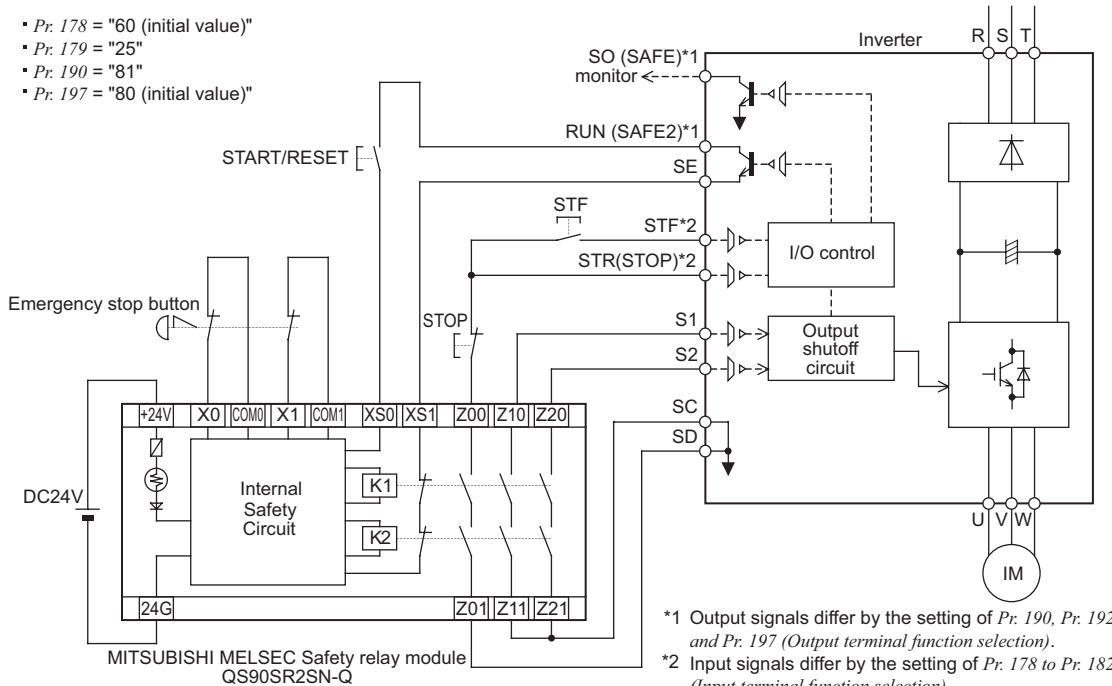 ▪ Pr. 178 = "60 (initial value)"
▪ Pr. 179 = "25"
▪ Pr. 190 = "81"
▪ Pr. 197 = "80 (initial value)"
R S T
Inverter
SO (SAFE)*1
monitor
RUN (SAFE2)*1
START/RESET
SE
STF
STF*2
I/O control
STR(STOP)*2
Emergency stop button
STOP
S1
Output
shutoff
circuit
S2
SC
SD
+24V X0 COM0 X1 COM1 XS0 XS1 Z00 Z10 Z20
DC24V
Internal
Safety
Circuit
K1
K2
U V W
IM
24G Z01 Z11 Z21
MITSUBISHI MELSEC Safety relay module
QS90SR2SN-Q
*1 Output signals differ by the setting of Pr. 190, Pr. 192
and Pr. 197 (Output terminal function selection).
*2 Input signals differ by the setting of Pr. 178 to Pr. 182
(Input terminal function selection)